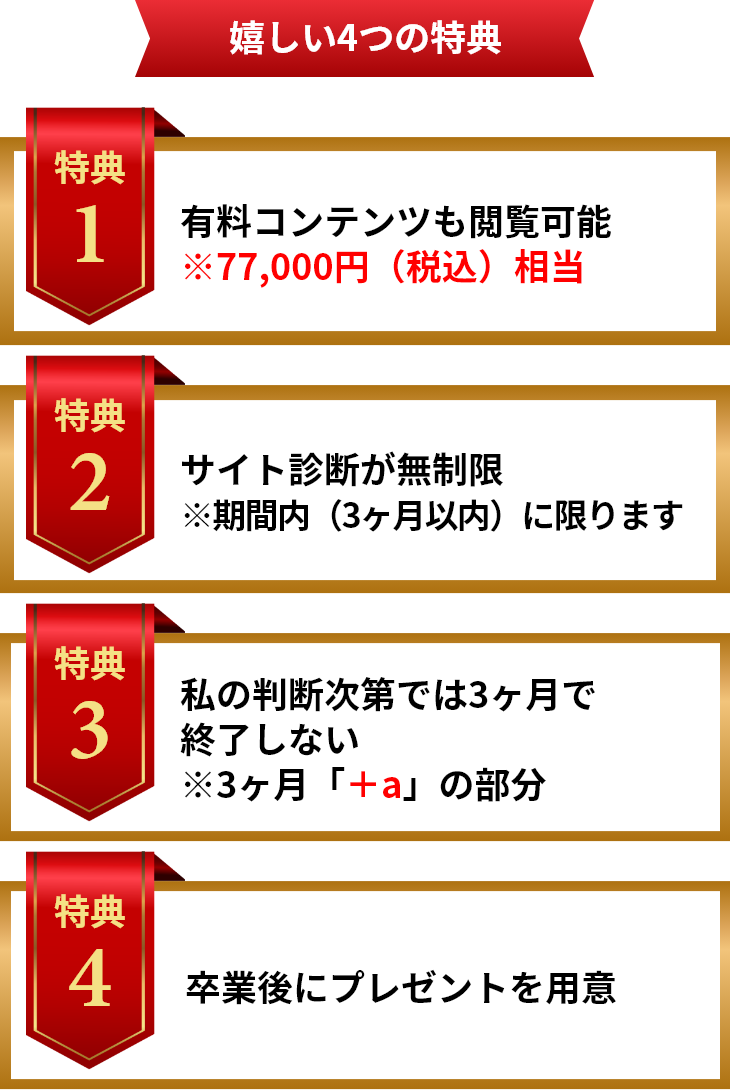 嬉しい4つの特典
特典
1
有料コンテンツも閲覧可能
※77,000円（税込）相当
特典
2
サイト診断が無制限
※期間内（3ヶ月以内）に限ります
特典
3
私の判断次第では3ヶ月で
終了しない
※3ヶ月「＋a」の部分
特典
4
卒業後にプレゼントを用意